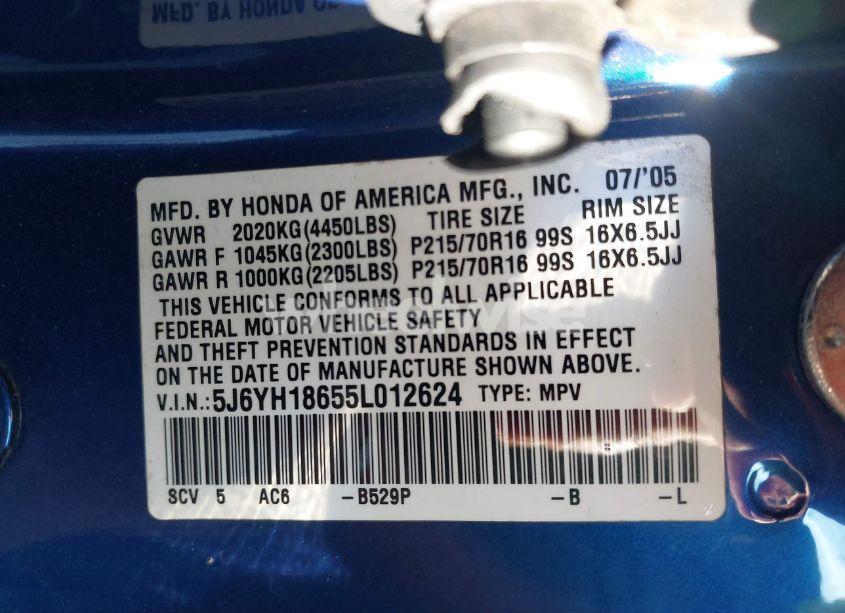 MFD. BY HONDA OF AMERICA MFG., INC. 07/'05
GVWR 2020KG(4450LBS) TIRE SIZE RIM SIZE
GAWR F 1045KG(2300LBS) P215/70R16 99S 16X6.5JJ
GAWR R 1000KG(2205LBS) P215/70R16 99S 16X6.5JJ
THIS VEHICLE CONFORMS TO ALL APPLICABLE
FEDERAL MOTOR VEHICLE SAFETY
AND THEFT PREVENTION STANDARDS IN EFFECT
ON THE DATE OF MANUFACTURE SHOWN ABOVE.
V.I.N.:5J6YH18655L012624 TYPE: MPV
SCV 5 AC6 -B529P -B -L